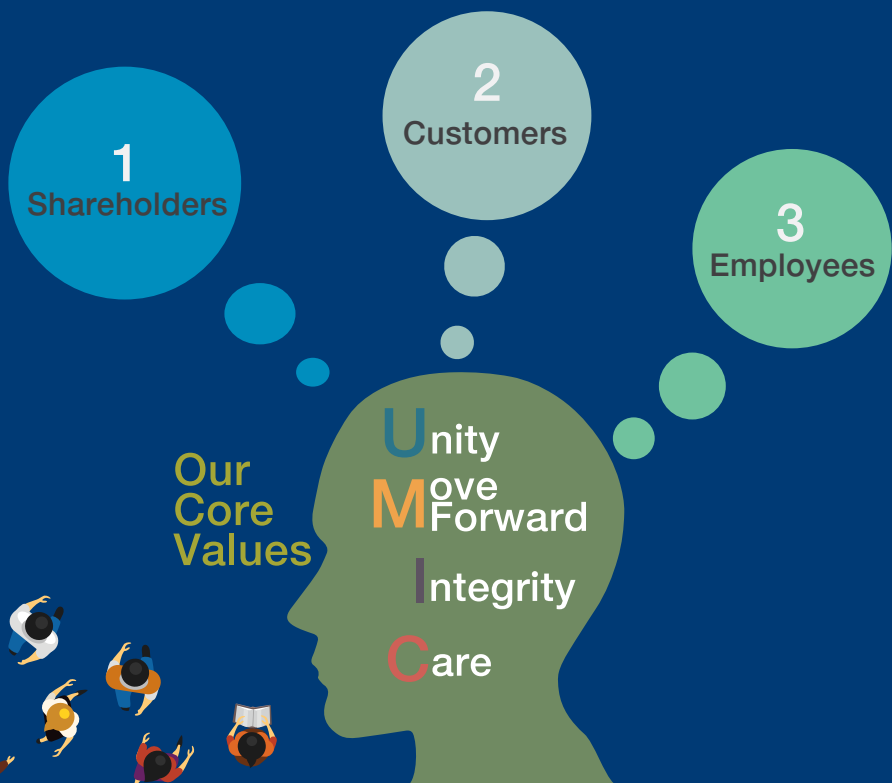 1
Shareholders
2
Customers
3
Employees
Our
Core
Values
Unity
Move
Forward
Integrity
Care